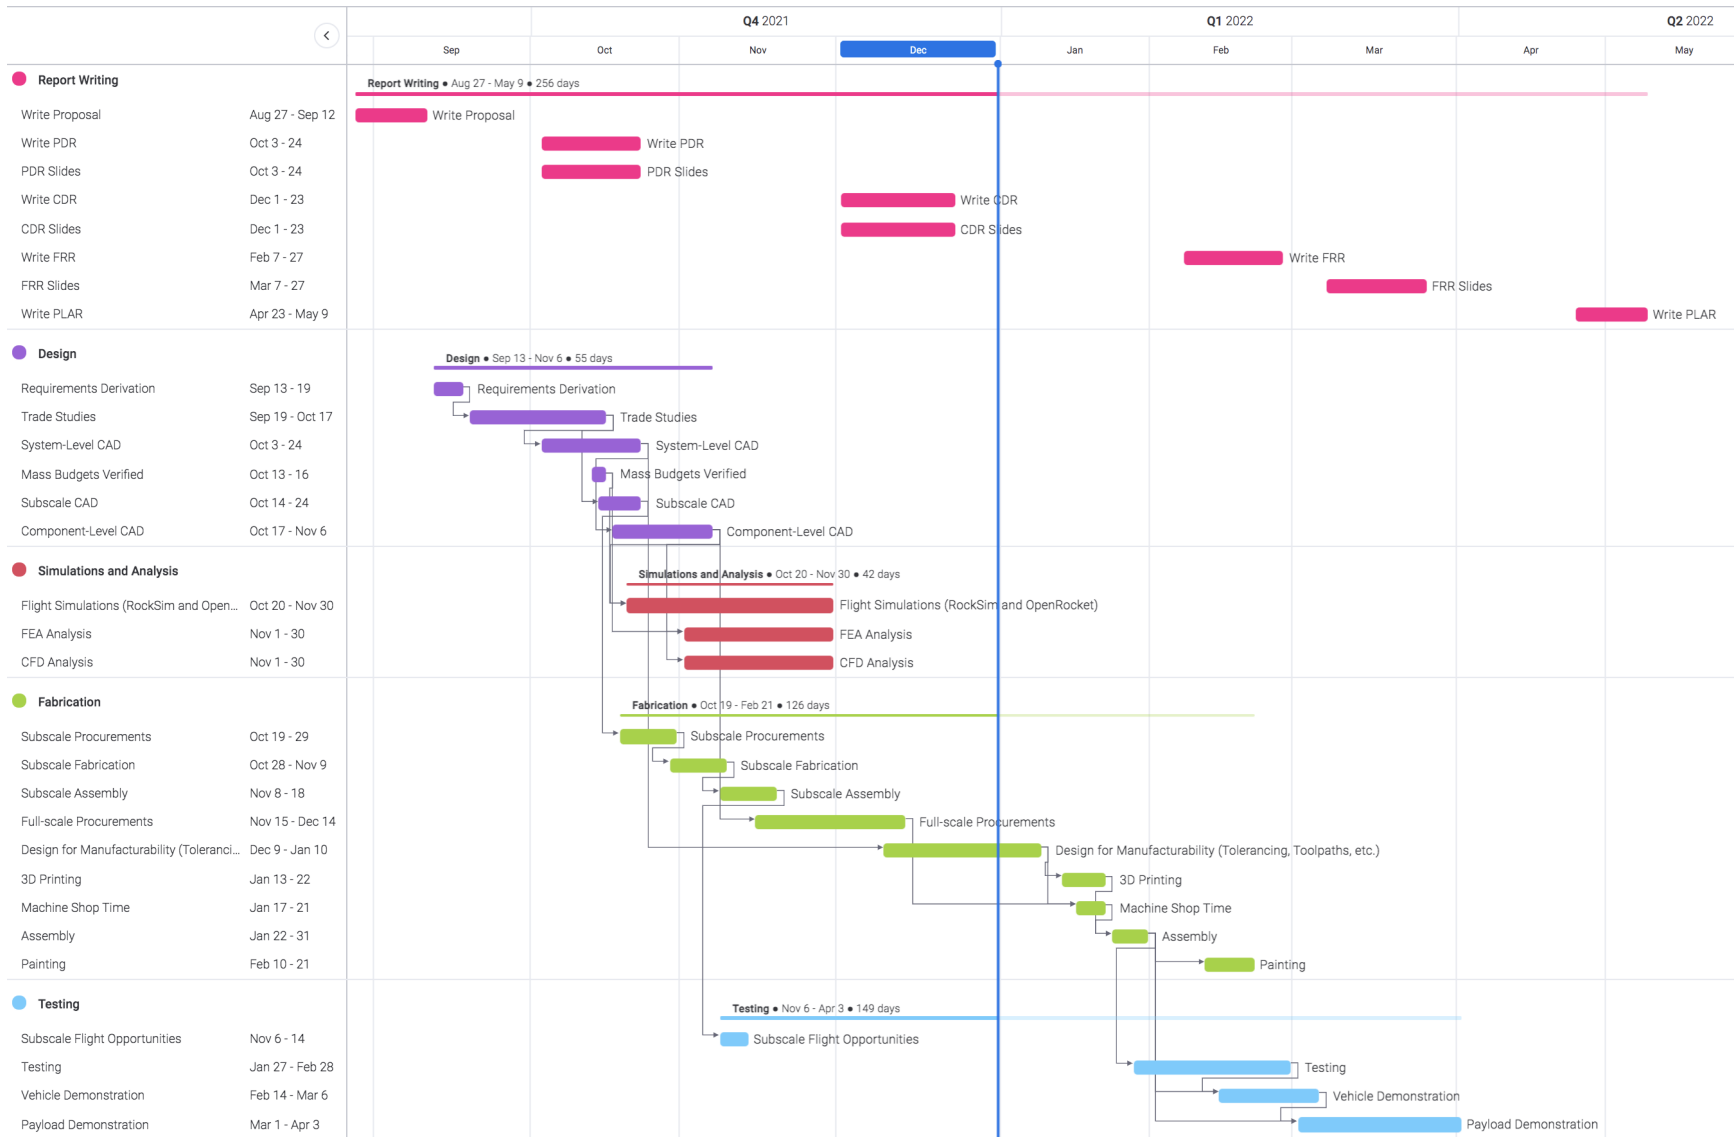 Q4 2021 Q1 2022 Q2 2022
Sep Oct Nov Dec Jan Feb Mar Apr May
Report Writing
Report Writing • Aug 27 - May 9 • 256 days
Write Proposal Aug 27 - Sep 12 Write Proposal
Write PDR Oct 3 - 24 Write PDR
PDR Slides Oct 3 - 24 PDR Slides
Write CDR Dec 1 - 23 Write CDR
CDR Slides Dec 1 - 23 CDR Slides
Write FRR Feb 7 - 27 Write FRR
FRR Slides Mar 7 - 27 FRR Slides
Write PLAR Apr 23 - May 9 Write PLAR
Design
Design • Sep 13 - Nov 6 • 55 days
Requirements Derivation Sep 13 - 19 Requirements Derivation
Trade Studies Sep 19 - Oct 17 Trade Studies
System-Level CAD Oct 3 - 24 System-Level CAD
Mass Budgets Verified Oct 13 - 16 Mass Budgets Verified
Subscale CAD Oct 14 - 24 Subscale CAD
Component-Level CAD Oct 17 - Nov 6 Component-Level CAD
Simulations and Analysis
Simulations and Analysis • Oct 20 - Nov 30 • 42 days
Flight Simulations (RockSim and Open... Oct 20 - Nov 30 Flight Simulations (RockSim and OpenRocket)
FEA Analysis Nov 1 - 30 FEA Analysis
CFD Analysis Nov 1 - 30 CFD Analysis
Fabrication
Fabrication • Oct 19 - Feb 21 • 126 days
Subscale Procurements Oct 19 - 29 Subscale Procurements
Subscale Fabrication Oct 28 - Nov 9 Subscale Fabrication
Subscale Assembly Nov 8 - 18 Subscale Assembly
Full-scale Procurements Nov 15 - Dec 14 Full-scale Procurements
Design for Manufacturability (Toleranci... Dec 9 - Jan 10 Design for Manufacturability (Tolerancing, Toolpaths, etc.)
3D Printing Jan 13 - 22 3D Printing
Machine Shop Time Jan 17 - 21 Machine Shop Time
Assembly Jan 22 - 31 Assembly
Painting Feb 10 - 21 Painting
Testing
Testing • Nov 6 - Apr 3 • 149 days
Subscale Flight Opportunities Nov 6 - 14 Subscale Flight Opportunities
Testing Jan 27 - Feb 28 Testing
Vehicle Demonstration Feb 14 - Mar 6 Vehicle Demonstration
Payload Demonstration Mar 1 - Apr 3 Payload Demonstration